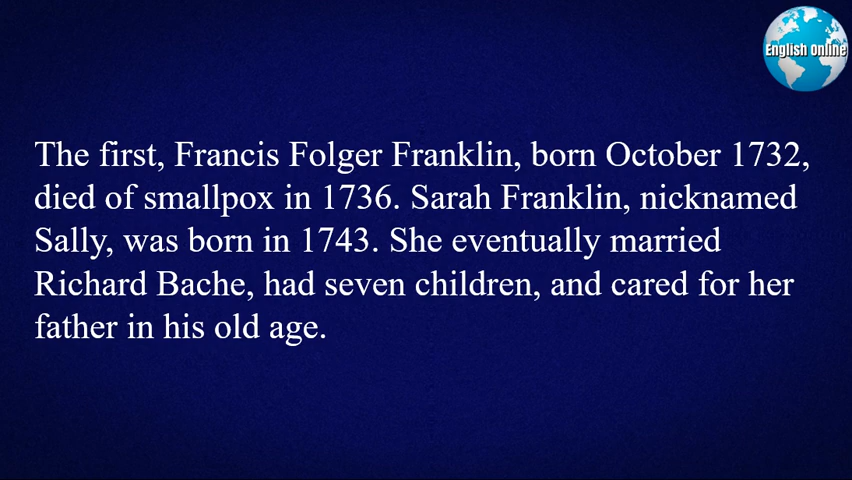 English Online
The first, Francis Folger Franklin, born October 1732,
died of smallpox in 1736. Sarah Franklin, nicknamed
Sally, was born in 1743. She eventually married
Richard Bache, had seven children, and cared for her
father in his old age.